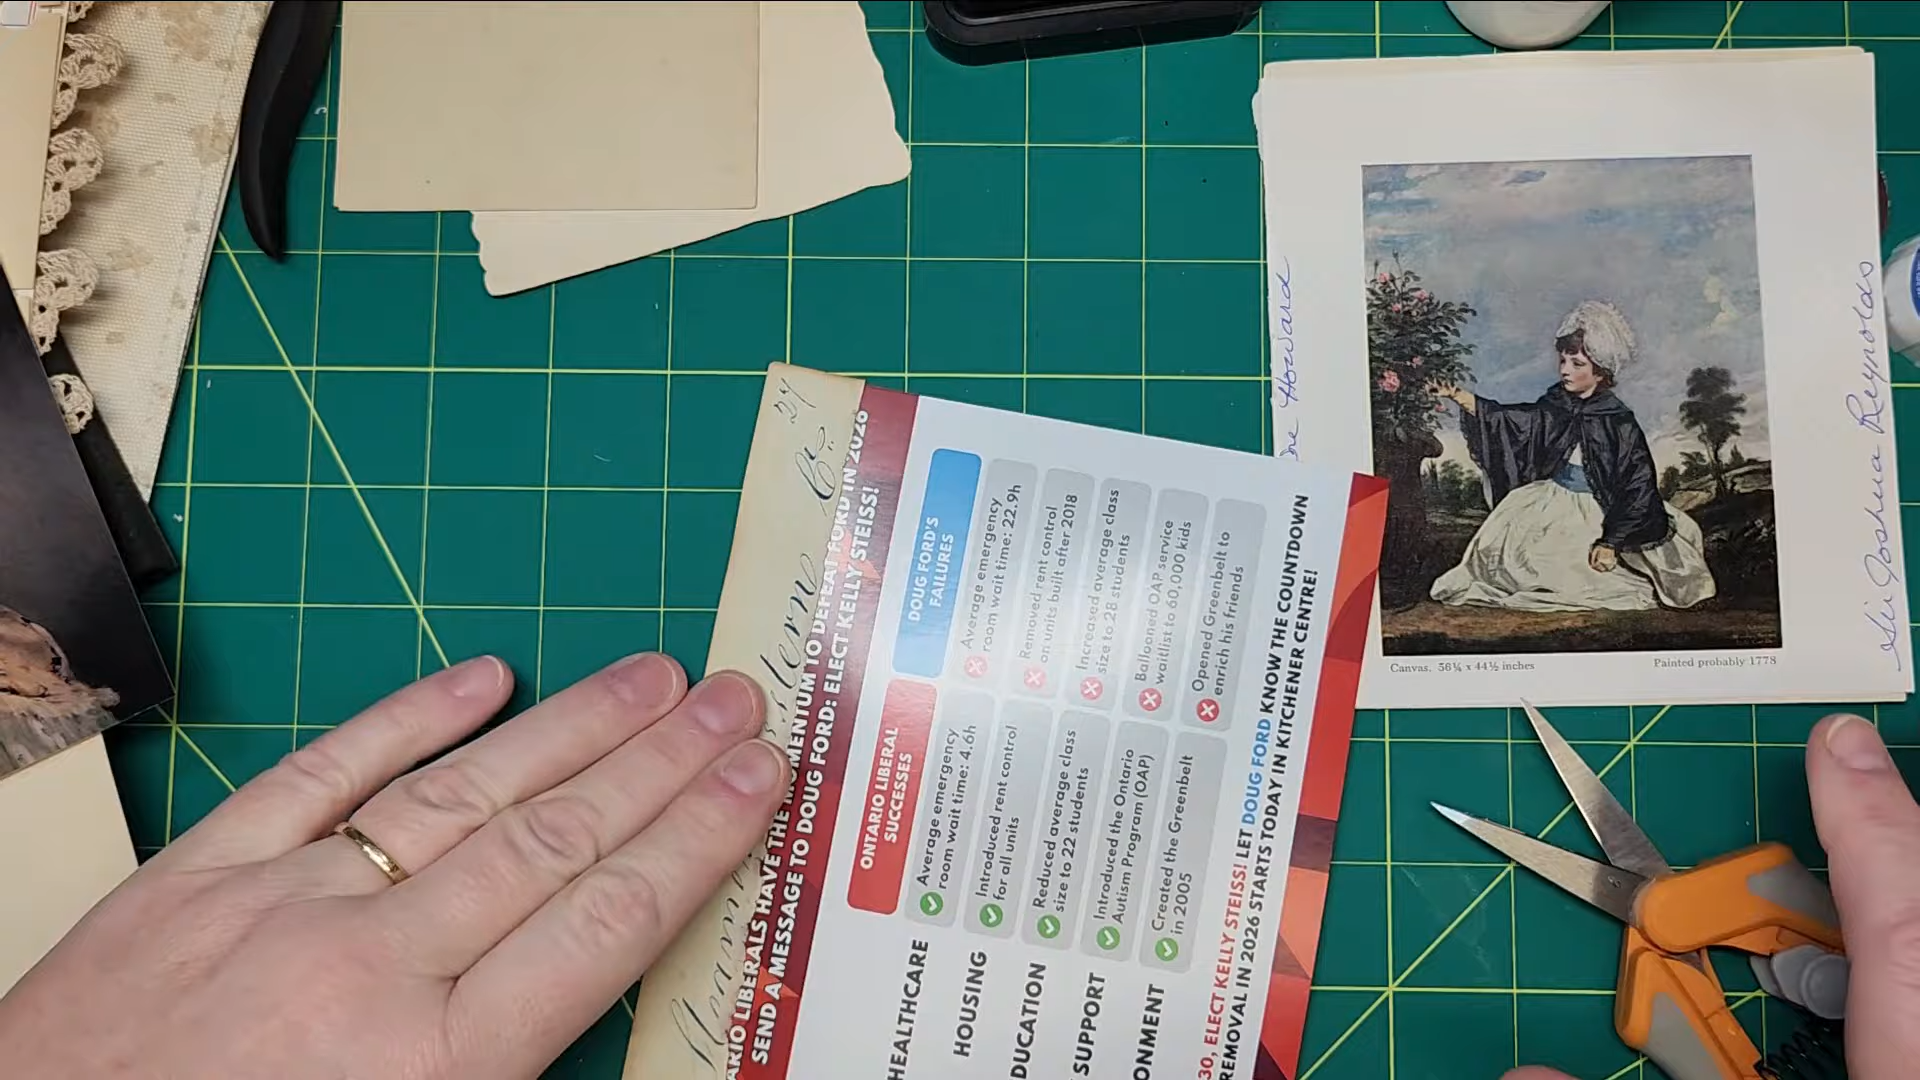 27
Co.
ARIO LIBERALS HAVE THE MOMENTUM TO DEFEAT FORD IN 2026
SEND A MESSAGE TO DOUG FORD: ELECT KELLY STEISS!
ONTARIO LIBERAL
SUCCESSES
DOUG FORD'S
FAILURES
HEALTHCARE
Average emergency
room wait time: 4.6h
Average emergency
room wait time: 22.9h
HOUSING
Introduced rent control
for all units
Removed rent control
on units built after 2018
DUCATION
Reduced average class
size to 22 students
Increased average class
size to 28 students
SUPPORT
Introduced the Ontario
Autism Program (OAP)
Ballooned OAP service
waitlist to 60,000 kids
ONMENT
Created the Greenbelt
in 2005
Opened Greenbelt to
enrich his friends
30, ELECT KELLY STEISS! LET DOUG FORD KNOW THE COUNTDOWN
REMOVAL IN 2026 STARTS TODAY IN KITCHENER CENTRE!
Howard
Canvas. 56¼ x 44½ inches
Painted probably 1778
Sir Joshua Reynolds